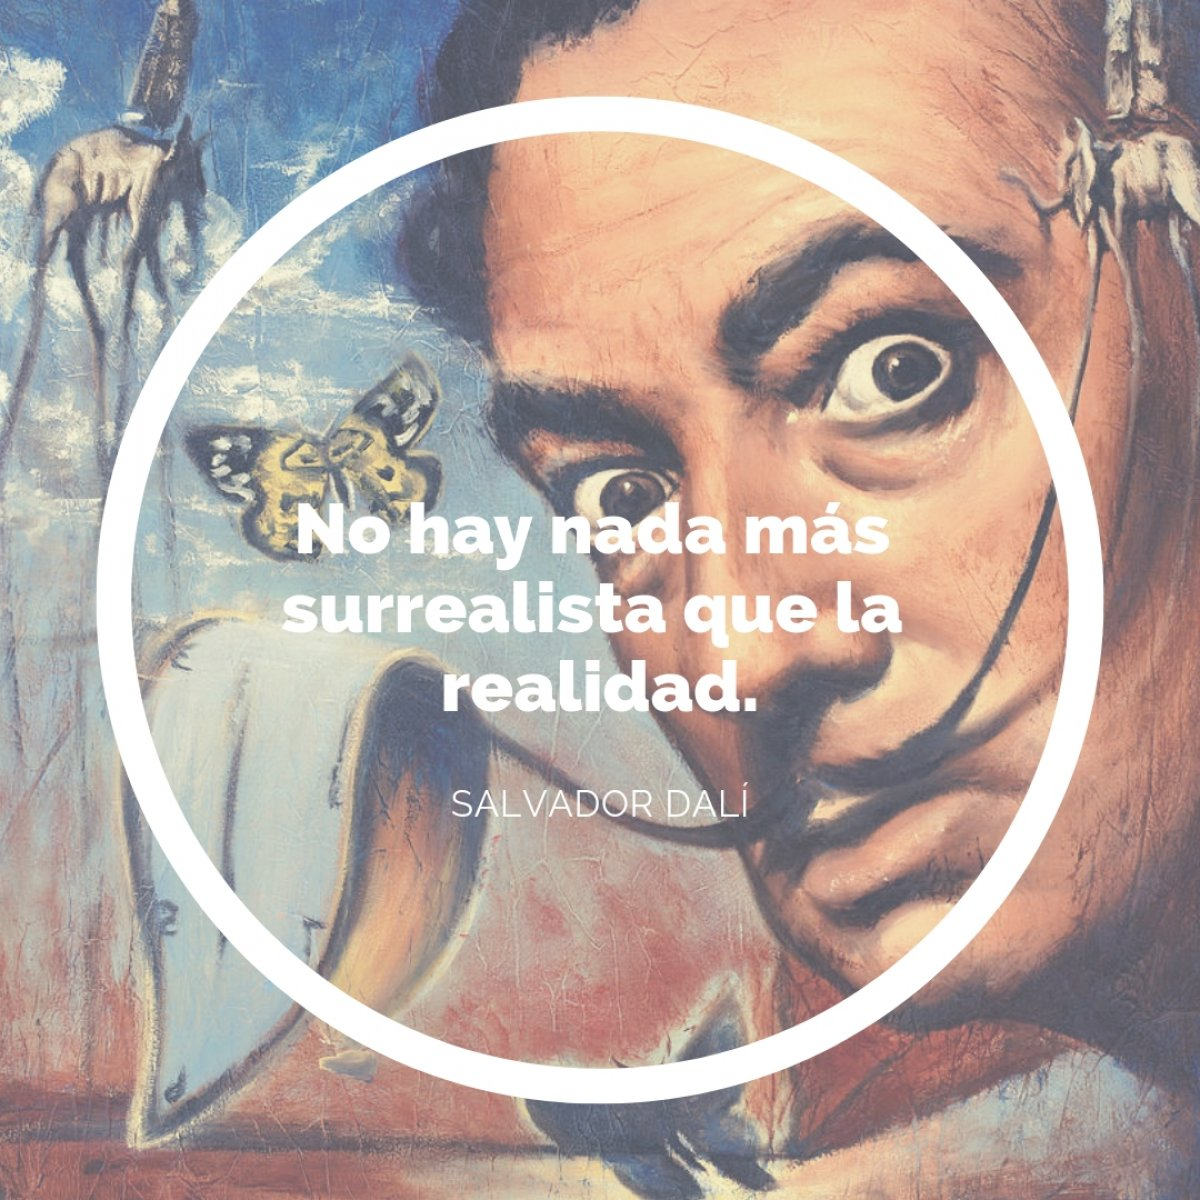 No hay nada más
surrealista que la
realidad.
SALVADOR DALÍ